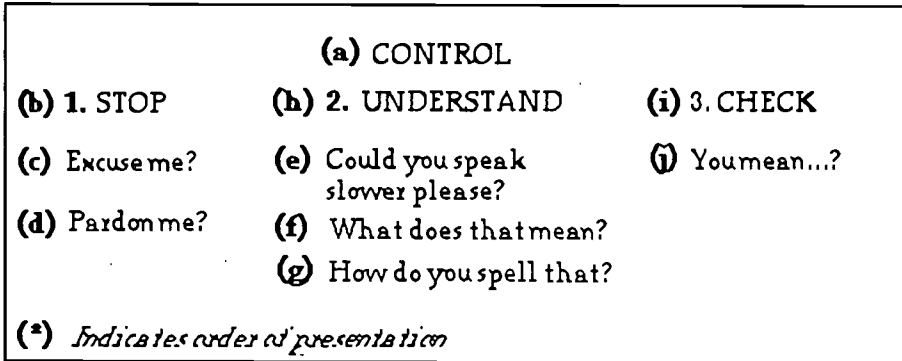 (a) CONTROL
(b) 1. STOP (h) 2. UNDERSTAND (i) 3. CHECK
(c) Excuse me? (e) Could you speak (j) You mean...?
slower please?
(d) Pardon me? (f) What does that mean?
(g) How do you spell that?
(*) Indicates order of presentation